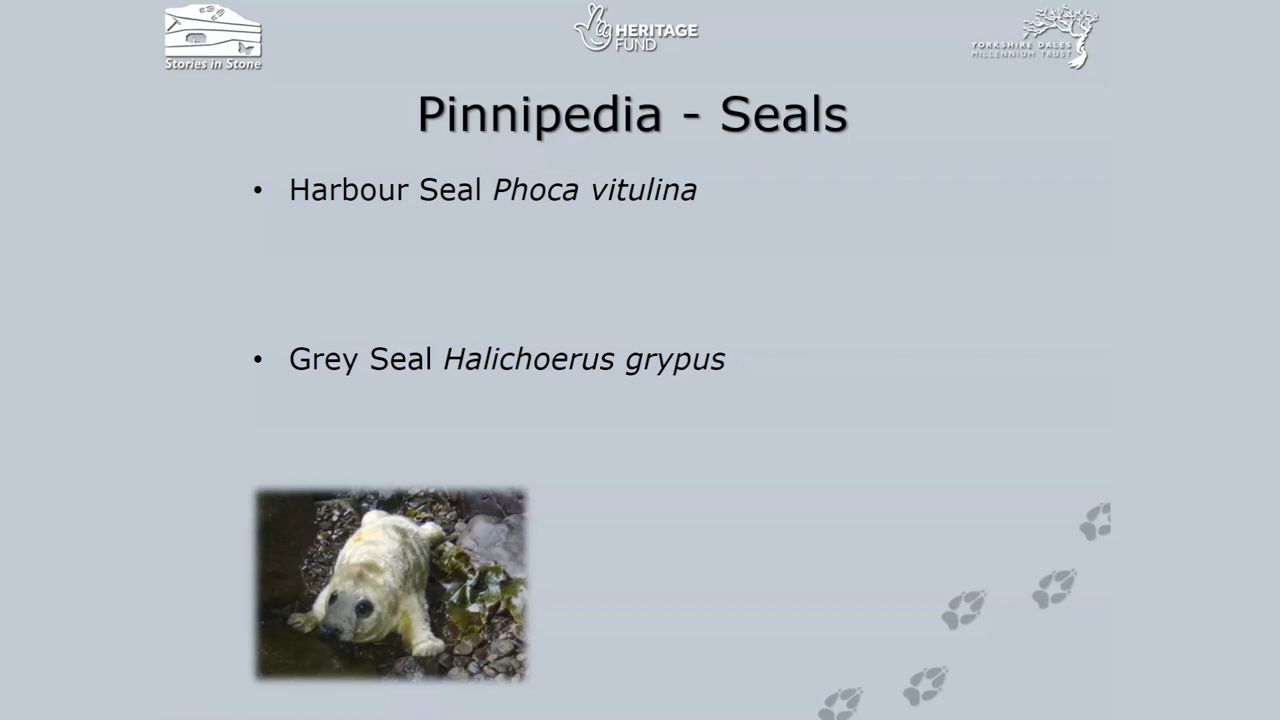 Stories in Stone
HERITAGE
FUND
YORKSHIRE DALES
MILLENNIUM TRUST
Pinnipedia - Seals
• Harbour Seal Phoca vitulina
• Grey Seal Halichoerus grypus